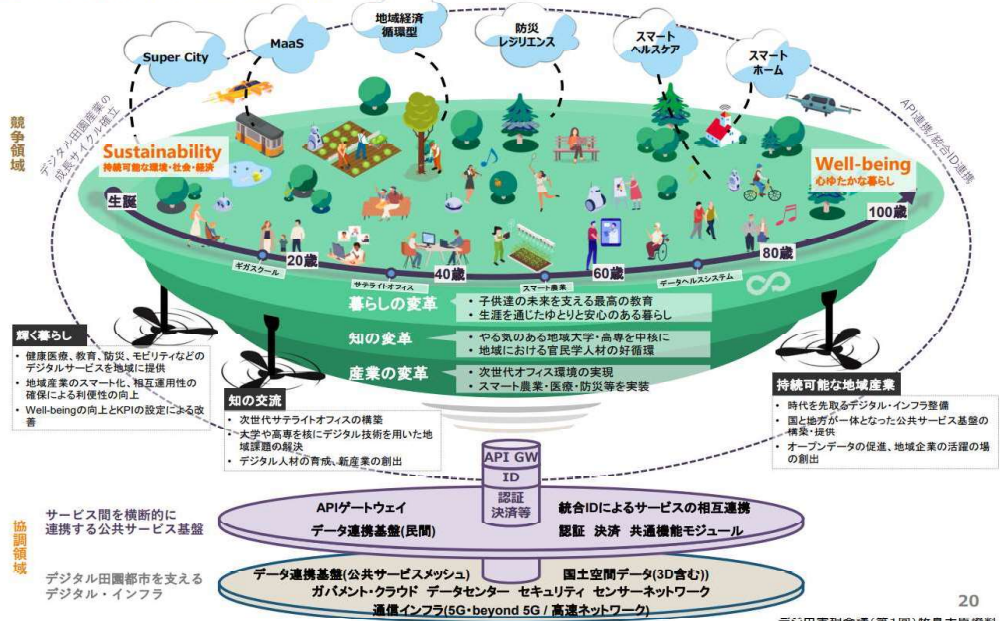 Super City
MaaS
地域経済
循環型
防災
レジリエンス
スマート
ヘルスケア
スマート
ホーム
競争領域
デジタル田園産業の
成長サイクル確立
API連携/統合ID連携
Sustainability
持続可能な環境・社会・経済
Well-being
心ゆたかな暮らし
生誕
20歳
40歳
60歳
80歳
100歳
ギガスクール
サテライトオフィス
スマート農業
データヘルスシステム
暮らしの変革
• 子供達の未来を支える最高の教育
• 生涯を通じたゆとりと安心のある暮らし
知の変革
• やる気のある地域大学・高専を中核に
• 地域における官民学人材の好循環
産業の変革
• 次世代オフィス環境の実現
• スマート農業・医療・防災等を実装
輝く暮らし
• 健康医療、教育、防災、モビリティなどの
デジタルサービスを地域に提供
• 地域産業のスマート化、相互運用性の
確保による利便性の向上
• Well-beingの向上とKPIの設定による改
善
知の交流
• 次世代サテライトオフィスの構築
• 大学や高専を核にデジタル技術を用いた地
域課題の解決
• デジタル人材の育成、新産業の創出
持続可能な地域産業
• 時代を先取るデジタル・インフラ整備
• 国と地方が一体となった公共サービス基盤の
構築・提供
• オープンデータの促進、地域企業の活躍の場
の創出
API GW
ID
認証
決済等
協調領域
サービス間を横断的に
連携する公共サービス基盤
APIゲートウェイ
統合IDによるサービスの相互連携
データ連携基盤(民間)
認証 決済 共通機能モジュール
デジタル田園都市を支える
デジタル・インフラ
データ連携基盤(公共サービスメッシュ)
国土空間データ(3D含む))
ガバメント・クラウド データセンター セキュリティ センサーネットワーク
通信インフラ(5G・beyond 5G / 高速ネットワーク)
20